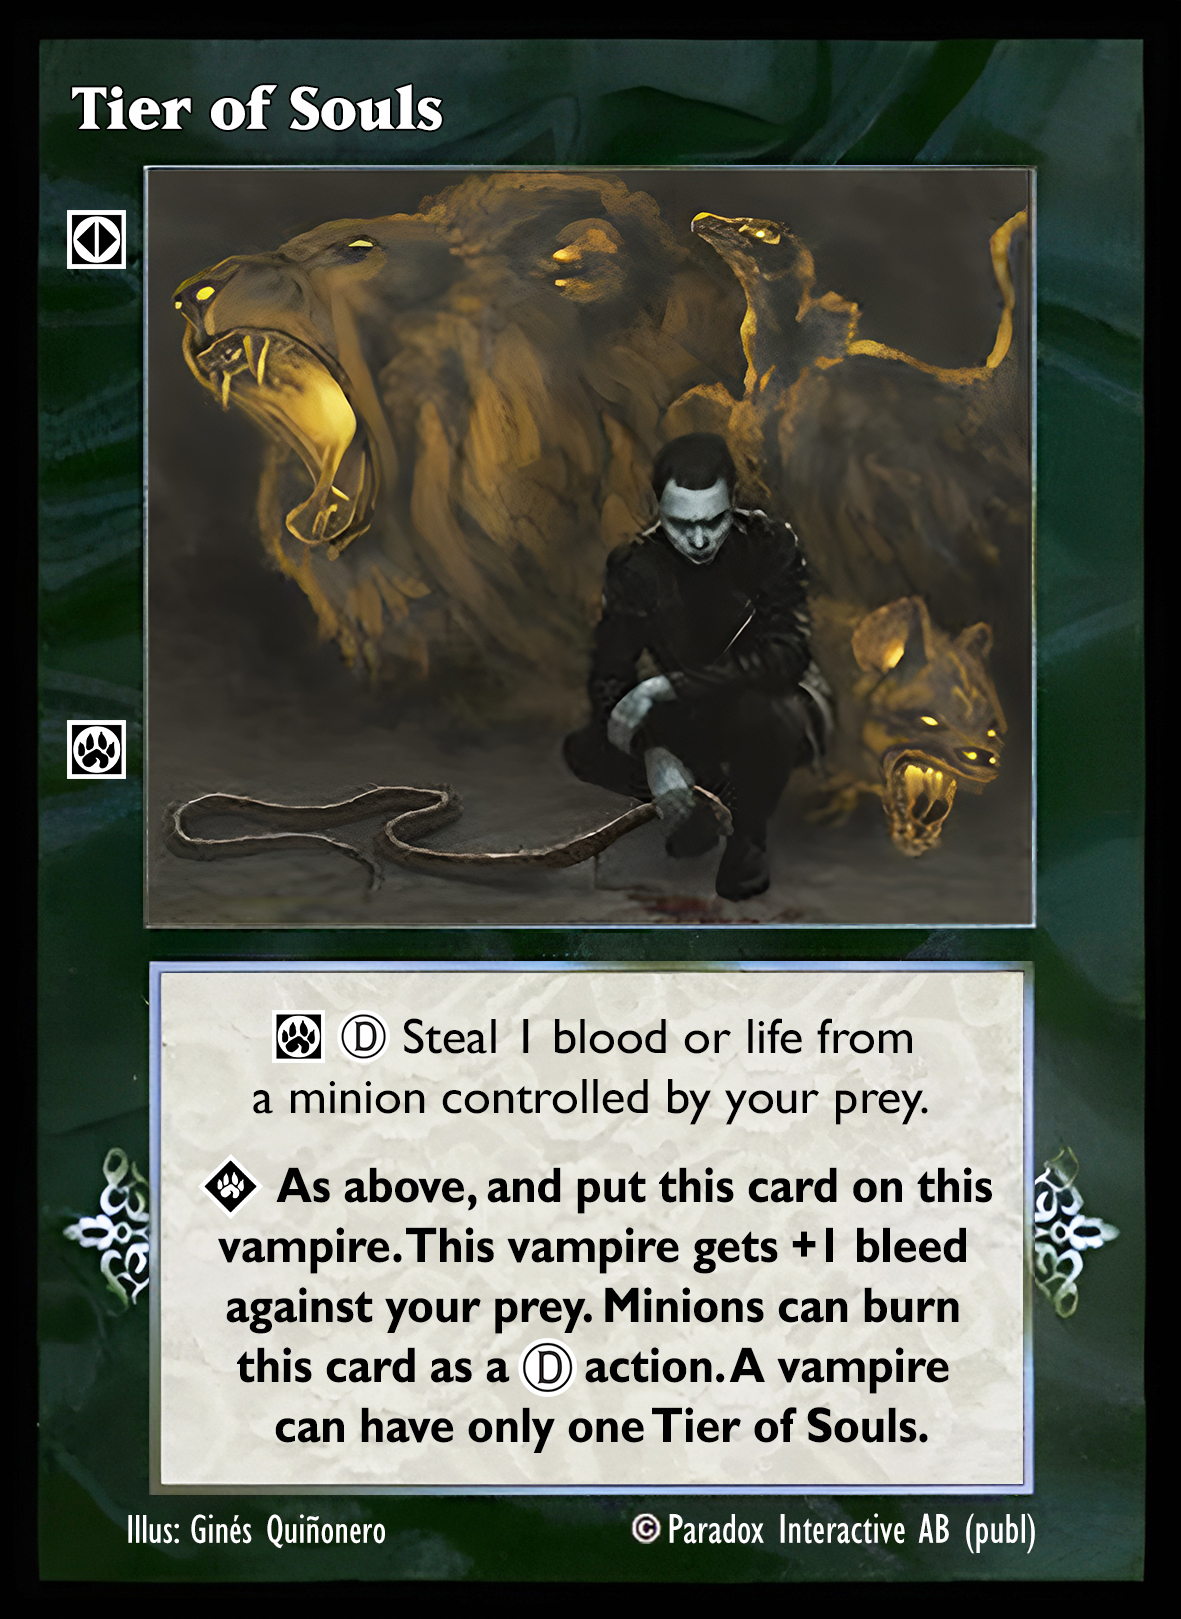 Tier of Souls
Ⓓ Steal 1 blood or life from
a minion controlled by your prey.
As above, and put this card on this
vampire. This vampire gets +1 bleed
against your prey. Minions can burn
this card as a Ⓓ action. A vampire
can have only one Tier of Souls.
Illus: Ginés Quiñonero
© Paradox Interactive AB (publ)